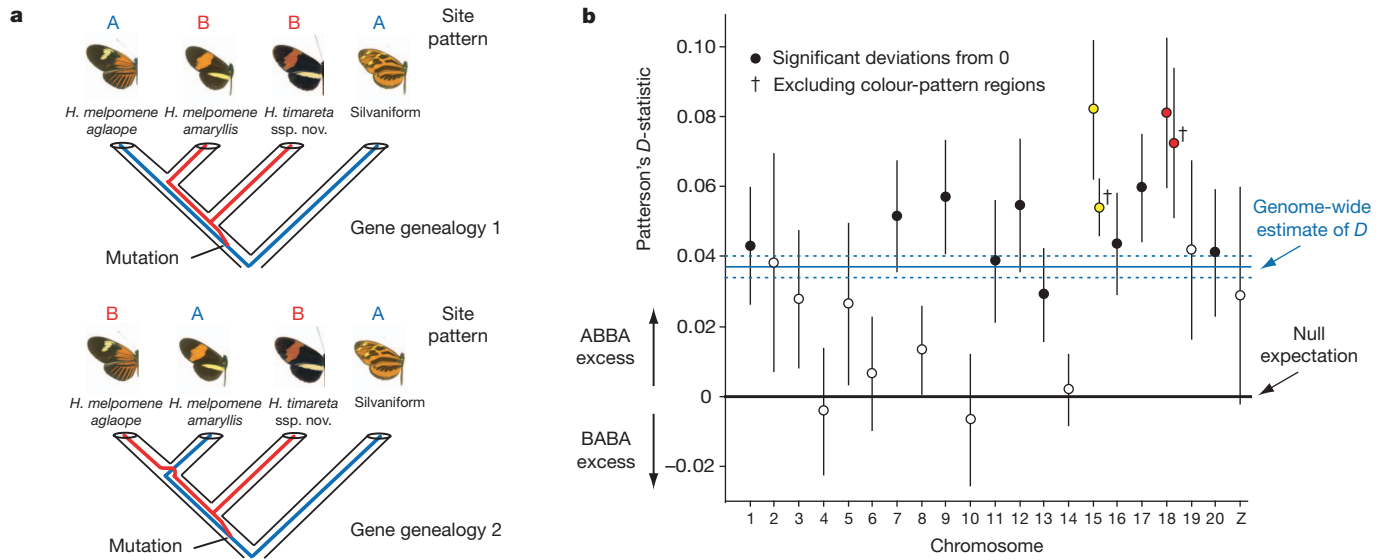 a
A B B A Site
pattern
H. melpomene H. melpomene H. timareta Silvaniform
aglaope amaryllis ssp. nov.
Gene genealogy 1
Mutation
B A B A Site
pattern
H. melpomene H. melpomene H. timareta Silvaniform
aglaope amaryllis ssp. nov.
Gene genealogy 2
Mutation
b
Patterson's D-statistic
0.10
0.08
0.06
0.04
0.02
0
–0.02
Significant deviations from 0
† Excluding colour-pattern regions
†
†
Genome-wide
estimate of D
Null
expectation
ABBA
excess
BABA
excess
1 2 3 4 5 6 7 8 9 10 11 12 13 14 15 16 17 18 19 20 Z
Chromosome